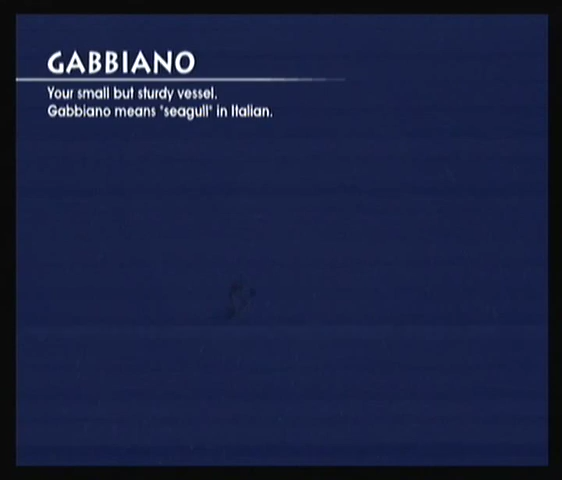 GABBIANO
Your small but sturdy vessel.
Gabbiano means "seagull" in Italian.